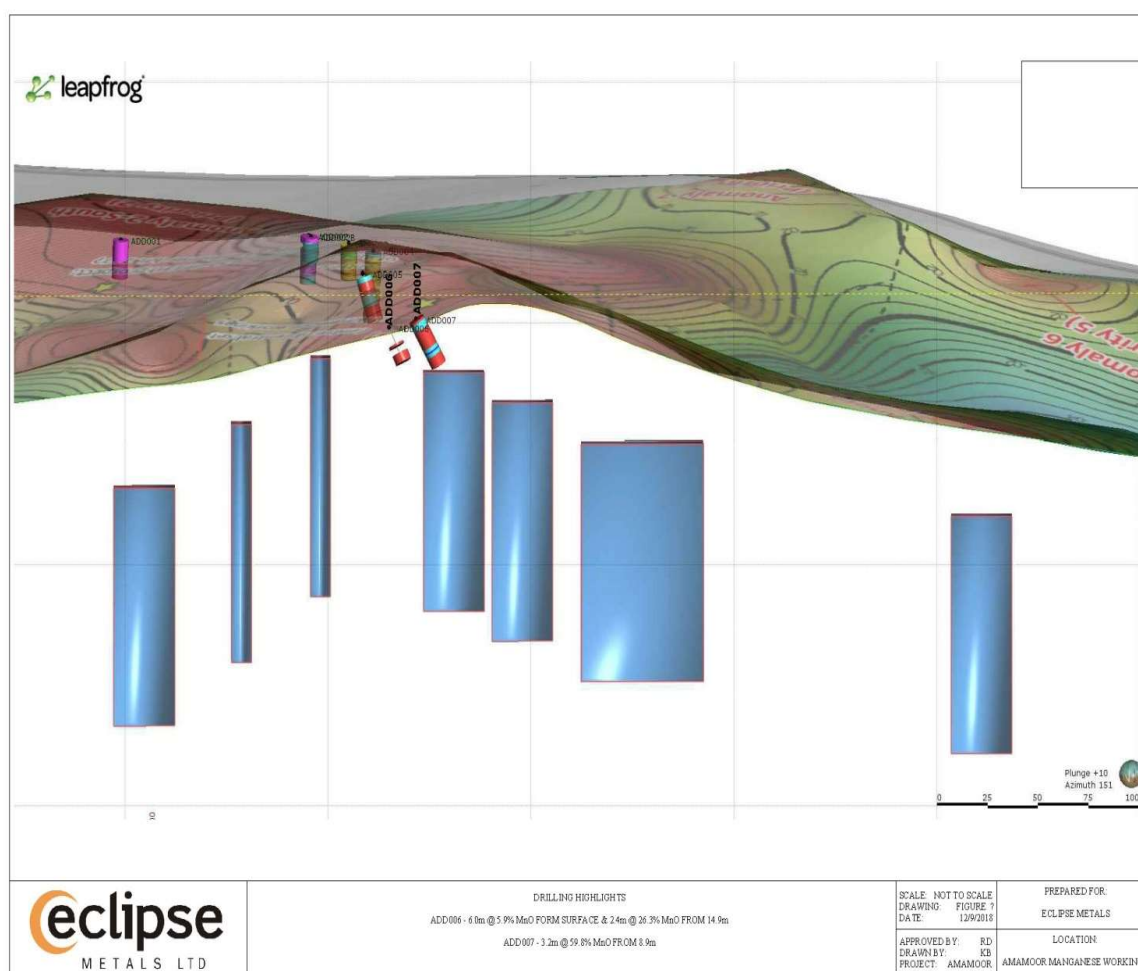 leapfrog
ADD001
ADD005
ADD006
ADD007
ADD007
Anomaly 6
Plunge +10
Azimuth 151
0 25 50 75 100
eclipse
METALS LTD
DRILLING HIGHLIGHTS
ADD006 - 6.0m @ 5.9% MnO FORM SURFACE & 2.4m @ 26.3% MnO FROM 14.9m
ADD007 - 3.2m @ 59.8% MnO FROM 8.9m
SCALE: NOT TO SCALE
DRAWING: FIGURE ?
DATE: 12/9/2018
APPROVED BY: RD
DRAWN BY: KB
PROJECT: AMAMOOR
PREPARED FOR:
ECLIPSE METALS
LOCATION:
AMAMOOR MANGANESE WORKIN